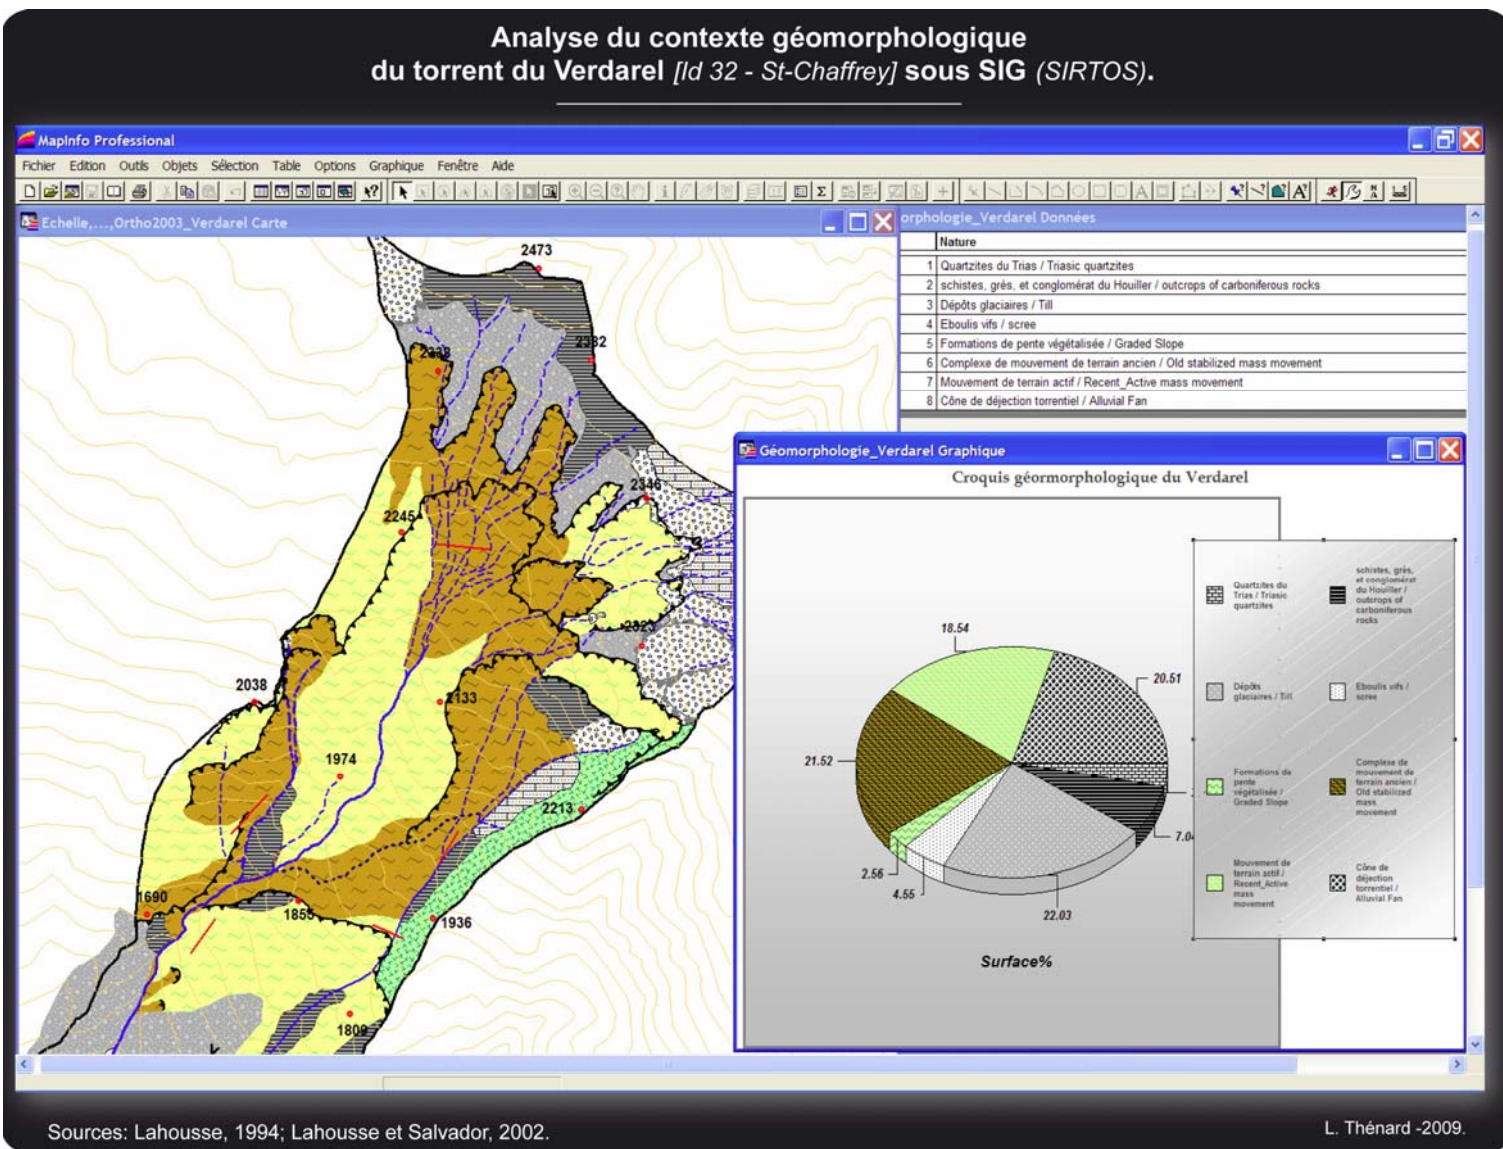 Analyse du contexte géomorphologique
du torrent du Verdarel [Id 32 - St-Chaffrey] sous SIG (SIRTOS).
MapInfo Professional
Fichier Edition Outils Objets Sélection Table Options Graphique Fenêtre Aide
Echelle,...,Ortho2003_Verdarel Carte
orphologie_Verdarel Données
Nature
1 Quartzites du Trias / Triasic quartzites
2 schistes, grés, et conglomérat du Houiller / outcrops of carboniferous rocks
3 Dépôts glaciaires / Till
4 Eboulis vifs / scree
5 Formations de pente végétalisée / Graded Slope
6 Complexe de mouvement de terrain ancien / Old stabilized mass movement
7 Mouvement de terrain actif / Recent_Active mass movement
8 Cône de déjection torrentiel / Alluvial Fan
2473
2332
2338
2346
2245
2323
2038
2133
1974
2213
1690
1855
1936
1809
Géomorphologie_Verdarel Graphique
Croquis géormorphologique du Verdarel
18.54
20.51
21.52
7.04
2.56
4.55
22.03
Surface%
Quartzites du
Trias / Triasic
quartzites
schistes, grès,
et conglomérat
du Houiller /
outcrops of
carboniferous
rocks
Dépôts
glaciaires / Till
Eboulis vifs /
scree
Formations de
pente
végétalisée /
Graded Slope
Complexe de
mouvement de
terrain ancien /
Old stabilized
mass
movement
Mouvement de
terrain actif /
Recent_Active
mass
movement
Cône de
déjection
torrentiel /
Alluvial Fan
Sources: Lahousse, 1994; Lahousse et Salvador, 2002.
L. Thénard -2009.